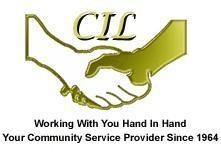 CIL
Working With You Hand In Hand
Your Community Service Provider Since 1964